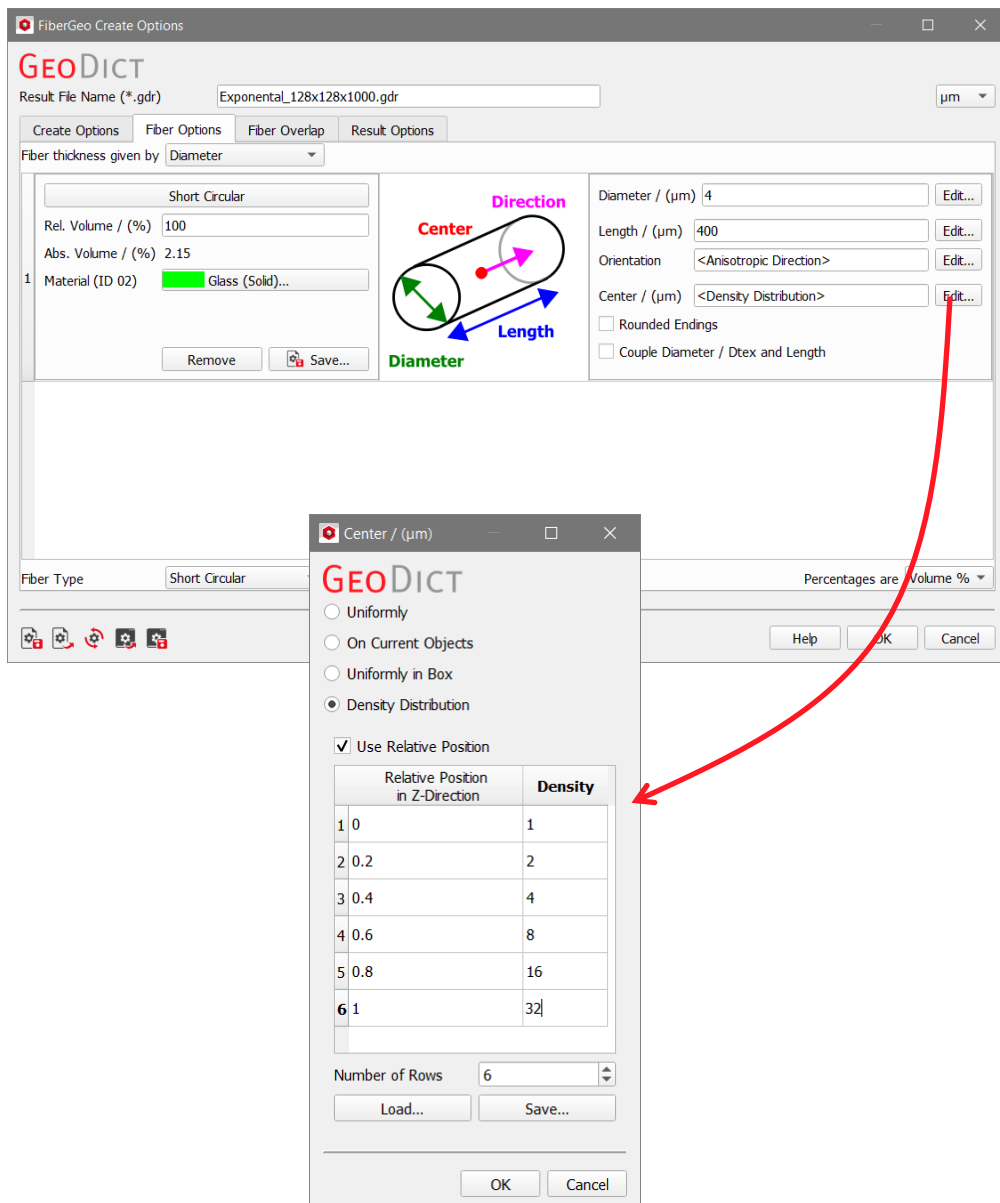 FiberGeo Create Options
GEODICT
Result File Name (*.gdr) Exponental_128x128x1000.gdr µm
Create Options Fiber Options Fiber Overlap Result Options
Fiber thickness given by Diameter
Short Circular
Rel. Volume / (%) 100
Abs. Volume / (%) 2.15
1 Material (ID 02) Glass (Solid)...
Remove Save...
Direction
Center
Length
Diameter
Diameter / (µm) 4 Edit...
Length / (µm) 400 Edit...
Orientation <Anisotropic Direction> Edit...
Center / (µm) <Density Distribution> Edit...
Rounded Endings
Couple Diameter / Dtex and Length
Fiber Type Short Circular Percentages are Volume %
Help OK Cancel
Center / (µm)
GEODICT
Uniformly
On Current Objects
Uniformly in Box
Density Distribution
Use Relative Position
Relative Position
in Z-Direction Density
1 0 1
2 0.2 2
3 0.4 4
4 0.6 8
5 0.8 16
6 1 32
Number of Rows 6
Load... Save...
OK Cancel